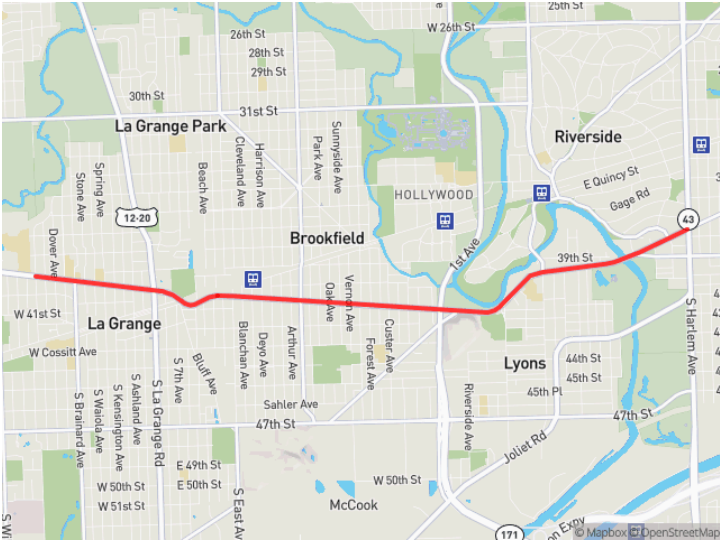 25th St
W 26th St
26th St
28th St
29th St
30th St
31st St
La Grange Park
Riverside
Sunnyside Ave
Park Ave
Harrison Ave
Cleveland Ave
Beach Ave
Spring Ave
Stone Ave
E Quincy St
Gage Rd
HOLLYWOOD
12-20
43
Brookfield
1st Ave
Dover Ave
39th St
Vernon Ave
Oak Ave
W 41st St
La Grange
S Harlem Ave
Custer Ave
Forest Ave
Arthur Ave
Deyo Ave
Blanchan Ave
W Cossitt Ave
Bluff Ave
S 7th Ave
S La Grange Rd
Lyons
44th St
45th St
45th Pl
S Ashland Ave
S Kensington Ave
S Waiola Ave
S Brainard Ave
Riverside Ave
Sahler Ave
47th St
47th St
Joliet Rd
E 49th St
E 50th St
W 50th St
W 50th St
W 51st St
S East Av
McCook
S Wi
171
on Expy
© Mapbox © OpenStreetMap